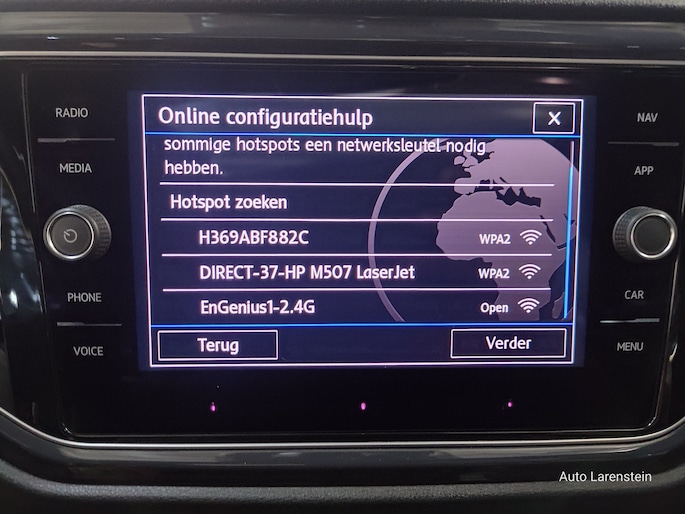 RADIO
MEDIA
PHONE
VOICE
Online configuratiehulp X
sommige hotspots een netwerksleutel nodig
hebben.
Hotspot zoeken
H369ABF882C WPA2
DIRECT-37-HP M507 LaserJet WPA2
EnGenius1-2.4G Open
Terug Verder
NAV
APP
CAR
MENU
Auto Larenstein